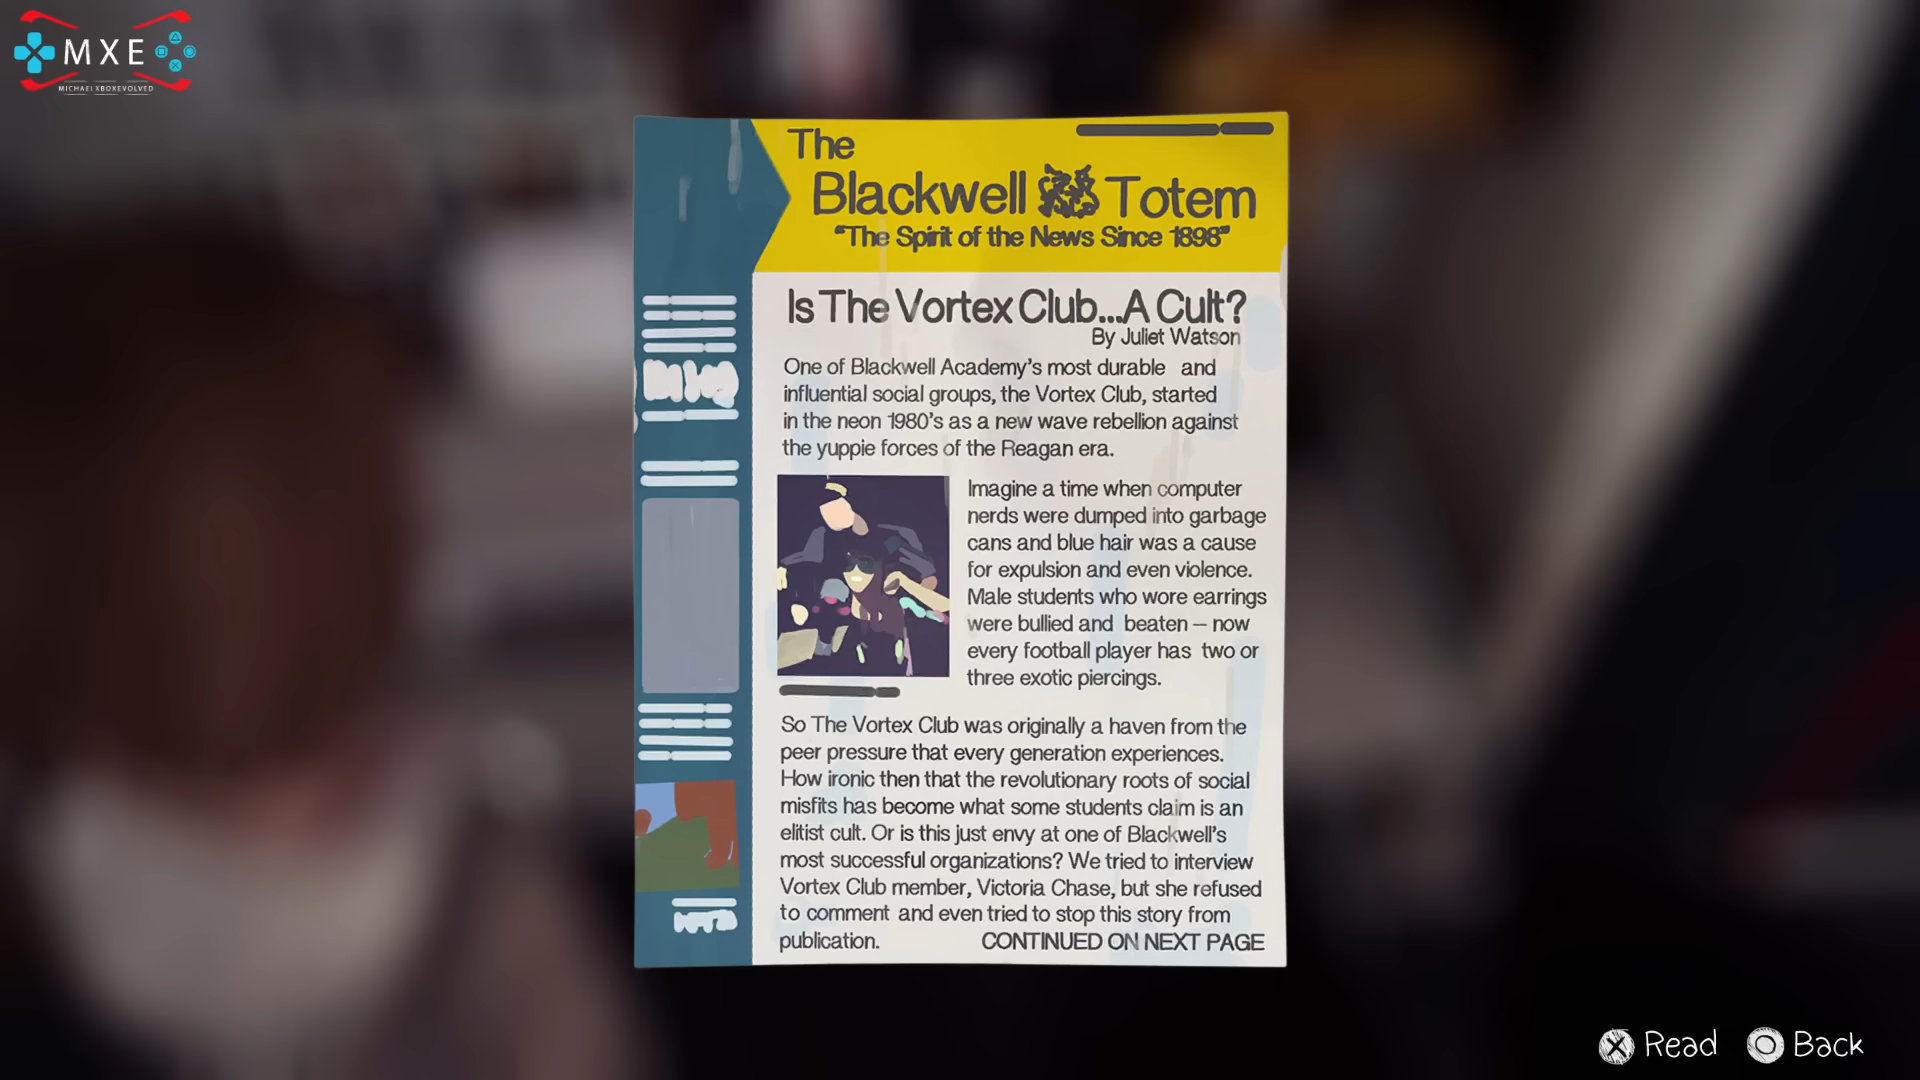 MXE
MICHAELXBOXEVOLVED
The
Blackwell Totem
"The Spirit of the News Since 1898"
Is The Vortex Club...A Cult?
By Juliet Watson
One of Blackwell Academy's most durable and
influential social groups, the Vortex Club, started
in the neon 1980's as a new wave rebellion against
the yuppie forces of the Reagan era.
Imagine a time when computer
nerds were dumped into garbage
cans and blue hair was a cause
for expulsion and even violence.
Male students who wore earrings
were bullied and beaten – now
every football player has two or
three exotic piercings.
So The Vortex Club was originally a haven from the
peer pressure that every generation experiences.
How ironic then that the revolutionary roots of social
misfits has become what some students claim is an
elitist cult. Or is this just envy at one of Blackwell's
most successful organizations? We tried to interview
Vortex Club member, Victoria Chase, but she refused
to comment and even tried to stop this story from
publication. CONTINUED ON NEXT PAGE
Read Back